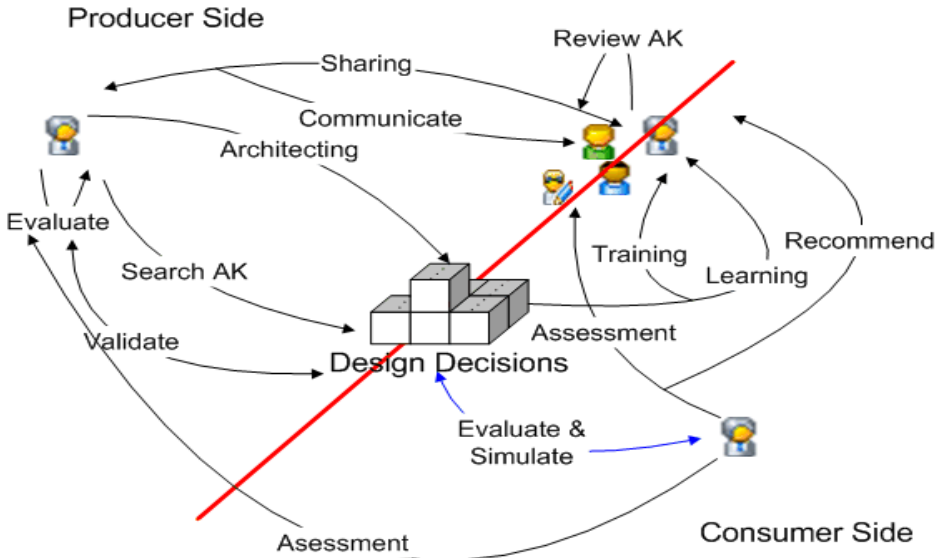 Producer Side
Review AK
Sharing
Communicate
Architecting
Evaluate
Search AK
Training
Learning
Recommend
Assessment
Validate
Design Decisions
Evaluate &
Simulate
Asessment
Consumer Side